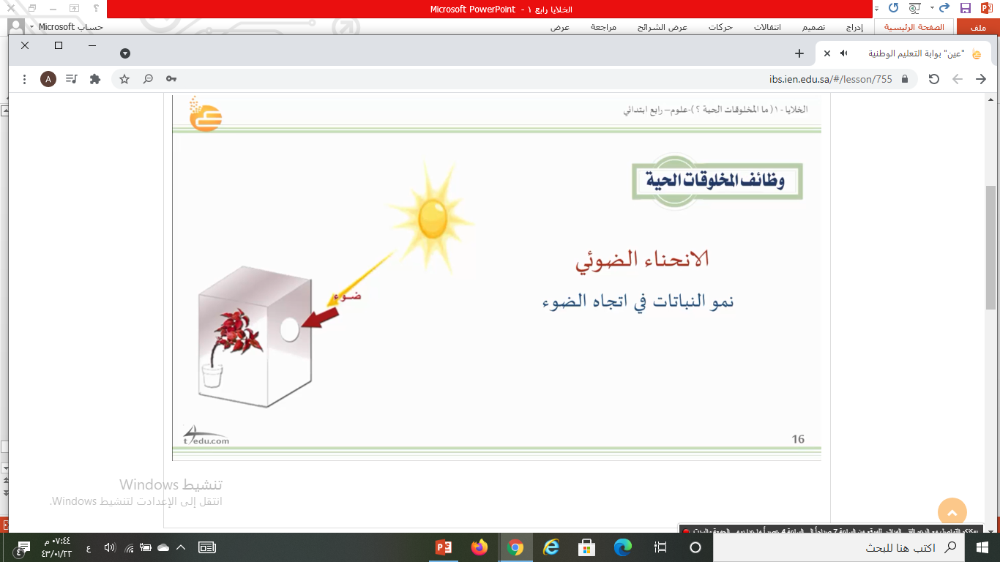 الخلايا رابع ١ - Microsoft PowerPoint
ملف الصفحة الرئيسية إدراج تصميم انتقالات حركات عرض الشرائح مراجعة عرض حساب Microsoft
"عين" بوابة التعليم الوطنية
ibs.ien.edu.sa/#/lesson/755
A
الخلايا - ١( ما المخلوقات الحية ؟ )-علوم– رابع ابتدائي
وظائف المخلوقات الحية
الانحناء الضوئي
نمو النباتات في اتجاه الضوء
ضوء
t4edu.com
16
تنشيط Windows
انتقل إلى الإعدادات لتنشيط Windows.
اكتب هنا للبحث
ع
٠٧:٤٤ م
٤٣/٠١/٢٢
٤